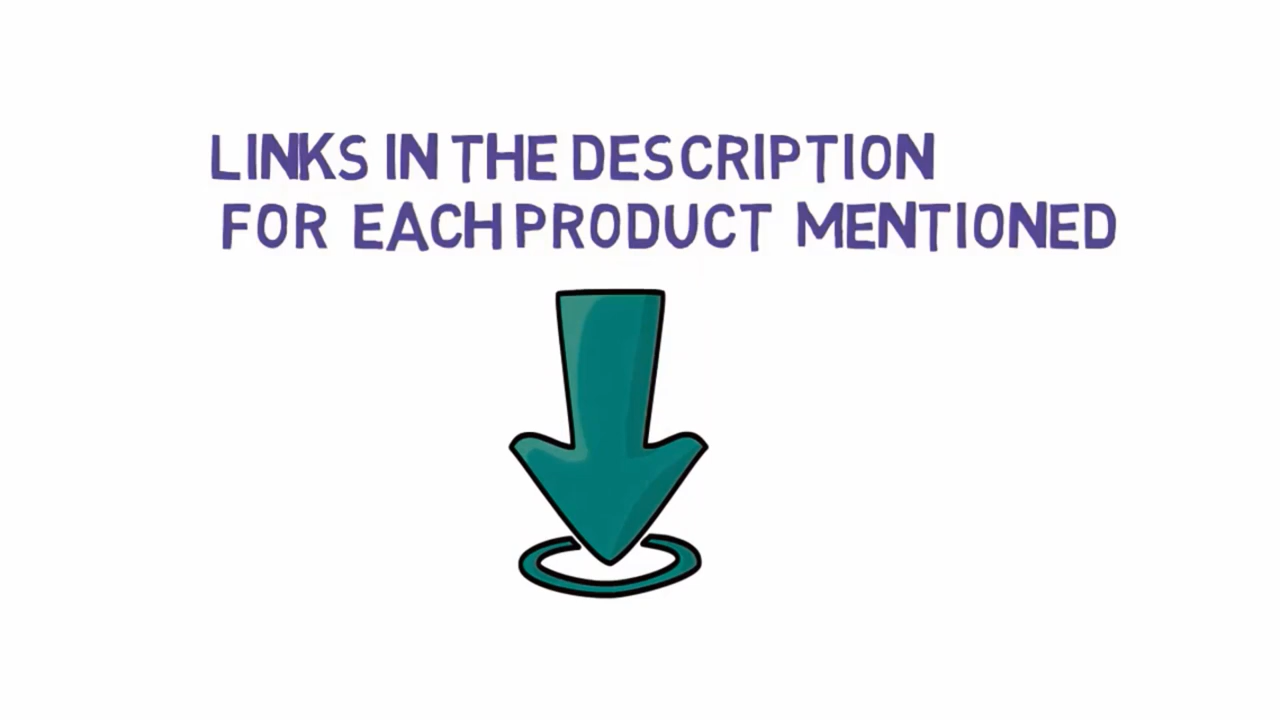 LINKS IN THE DESCRIPTION
FOR EACH PRODUCT MENTIONED